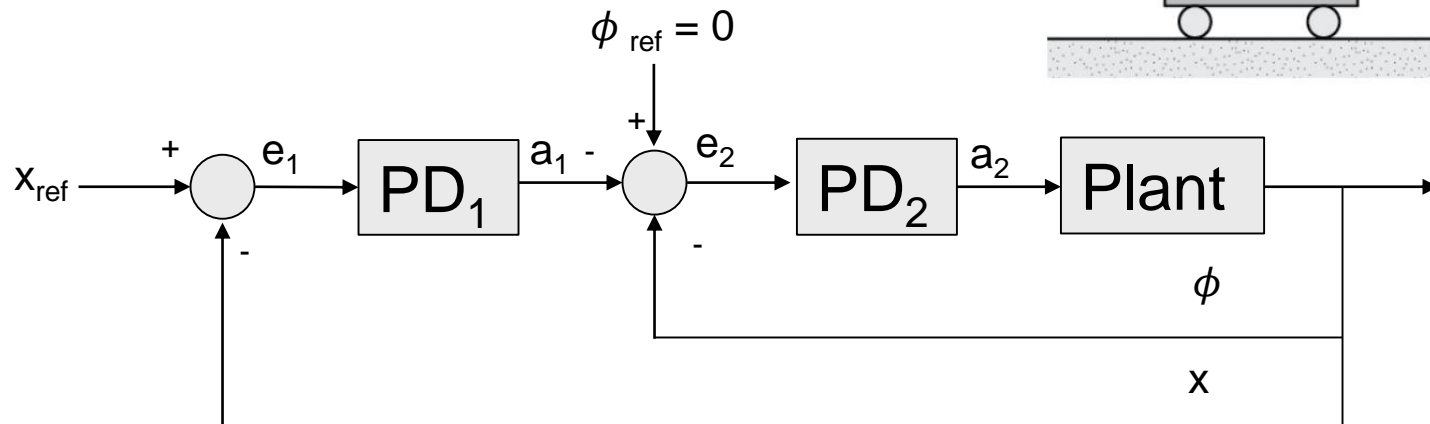 ϕ ref = 0
+ e1 PD1 a1 - + e2 PD2 a2 Plant
xref
-
-
ϕ
x